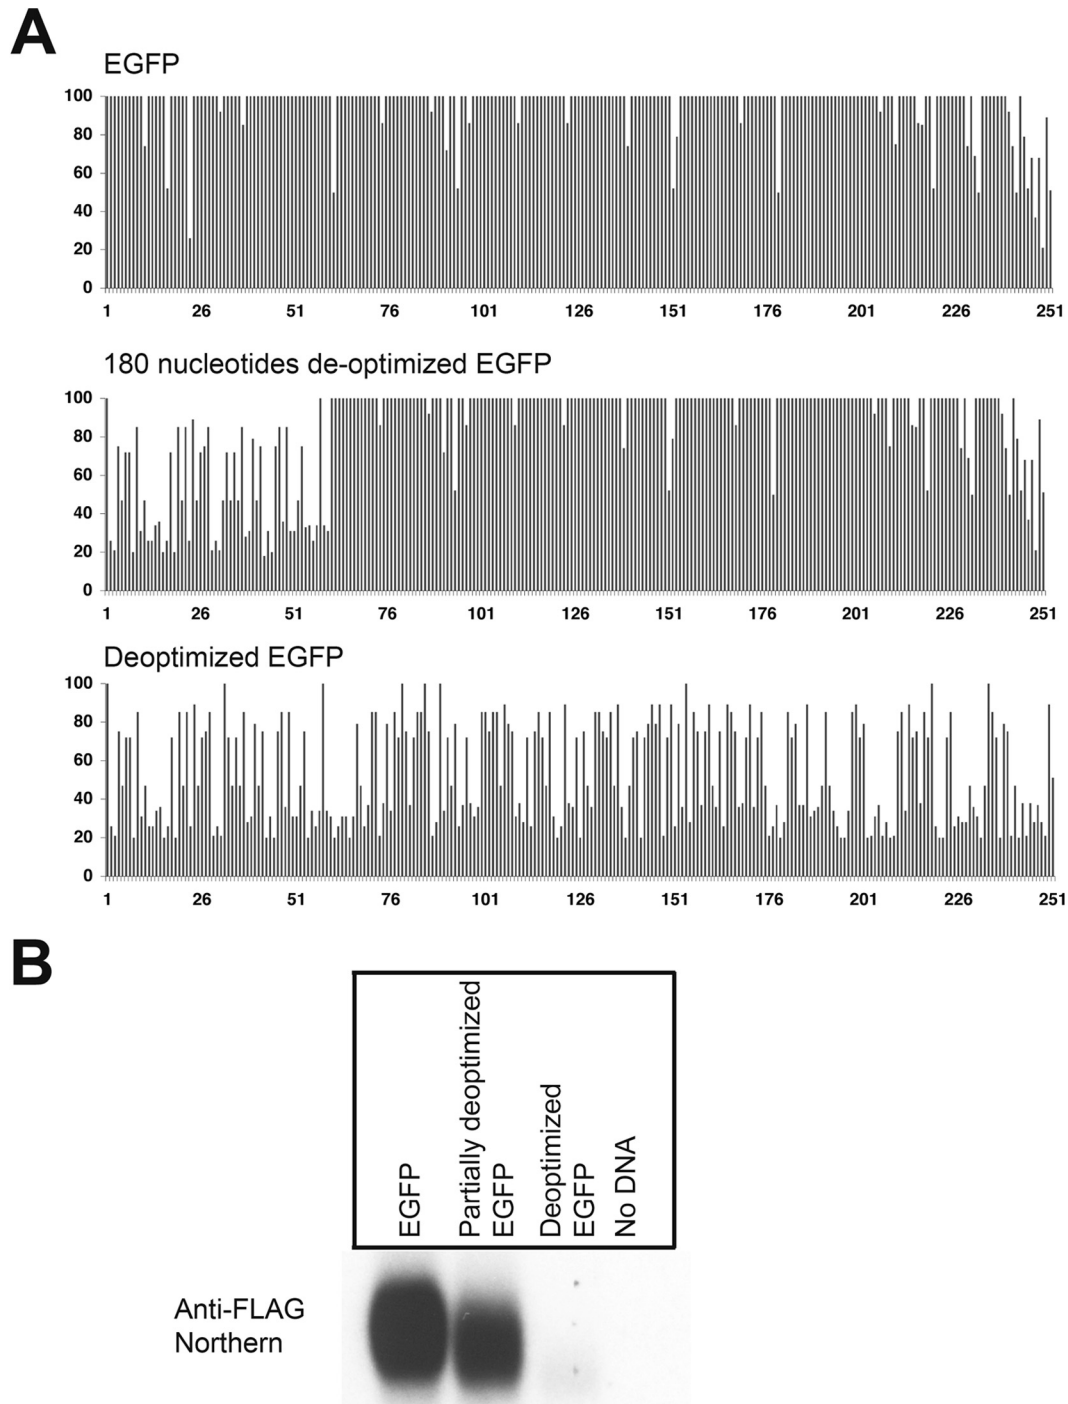 A
EGFP
100
80
60
40
20
0
1 26 51 76 101 126 151 176 201 226 251
180 nucleotides de-optimized EGFP
100
80
60
40
20
0
1 26 51 76 101 126 151 176 201 226 251
Deoptimized EGFP
100
80
60
40
20
0
1 26 51 76 101 126 151 176 201 226 251
B
EGFP
Partially deoptimized
EGFP
Deoptimized
EGFP
No DNA
Anti-FLAG
Northern